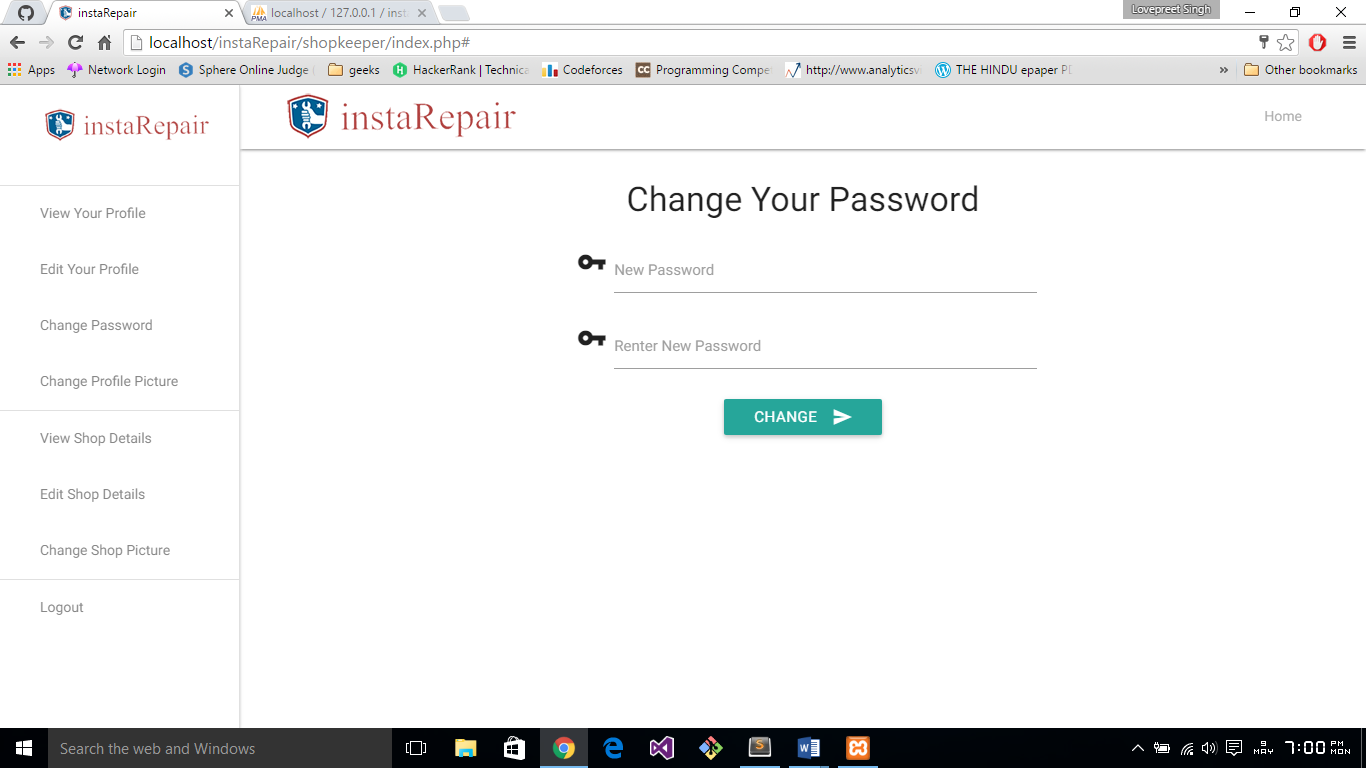 instaRepair
localhost / 127.0.0.1 / inst
Lovepreet Singh
localhost/instaRepair/shopkeeper/index.php#
Apps Network Login Sphere Online Judge geeks HackerRank | Technica Codeforces Programming Compe http://www.analyticsv THE HINDU epaper PD » Other bookmarks
instaRepair
instaRepair
Home
View Your Profile
Edit Your Profile
Change Password
Change Profile Picture
View Shop Details
Edit Shop Details
Change Shop Picture
Logout
Change Your Password
New Password
Renter New Password
CHANGE
Search the web and Windows
9 MAY 7:00 PM MON